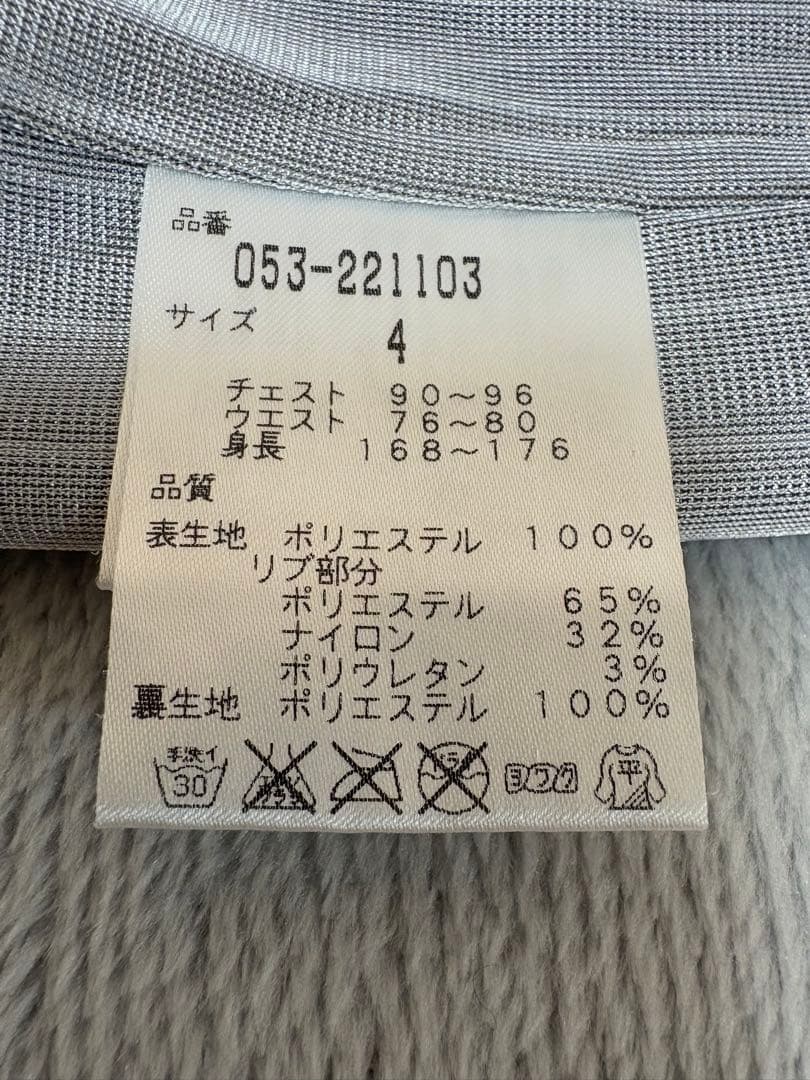 品番
053-221103
サイズ
4
チェスト 90~96
ウエスト 76~80
身長 168~176
品質
表生地 ポリエステル 100%
リブ部分
ポリエステル 65%
ナイロン 32%
ポリウレタン 3%
裏生地 ポリエステル 100%
手洗イ 30 平